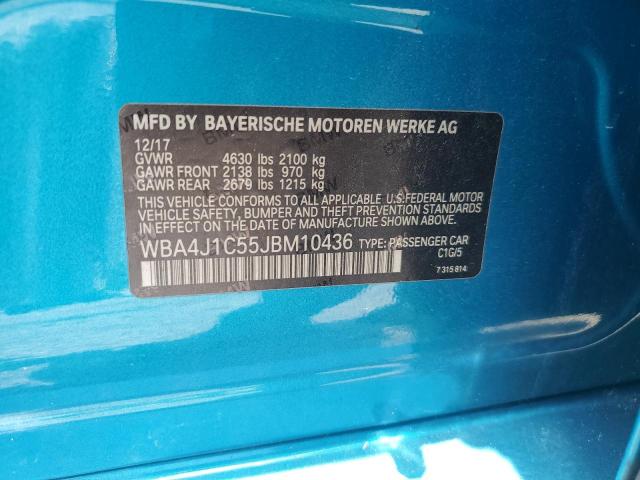 MFD BY BAYERISCHE MOTOREN WERKE AG
12/17
GVWR 4630 lbs 2100 kg
GAWR FRONT 2138 lbs 970 kg
GAWR REAR 2679 lbs 1215 kg
THIS VEHICLE CONFORMS TO ALL APPLICABLE U.S.FEDERAL MOTOR
VEHICLE SAFETY, BUMPER AND THEFT PREVENTION STANDARDS
IN EFFECT ON THE DATE OF MANUFACTURE SHOWN ABOVE.
WBA4J1C55JBM10436 TYPE: PASSENGER CAR
C1G/5
7 315 814